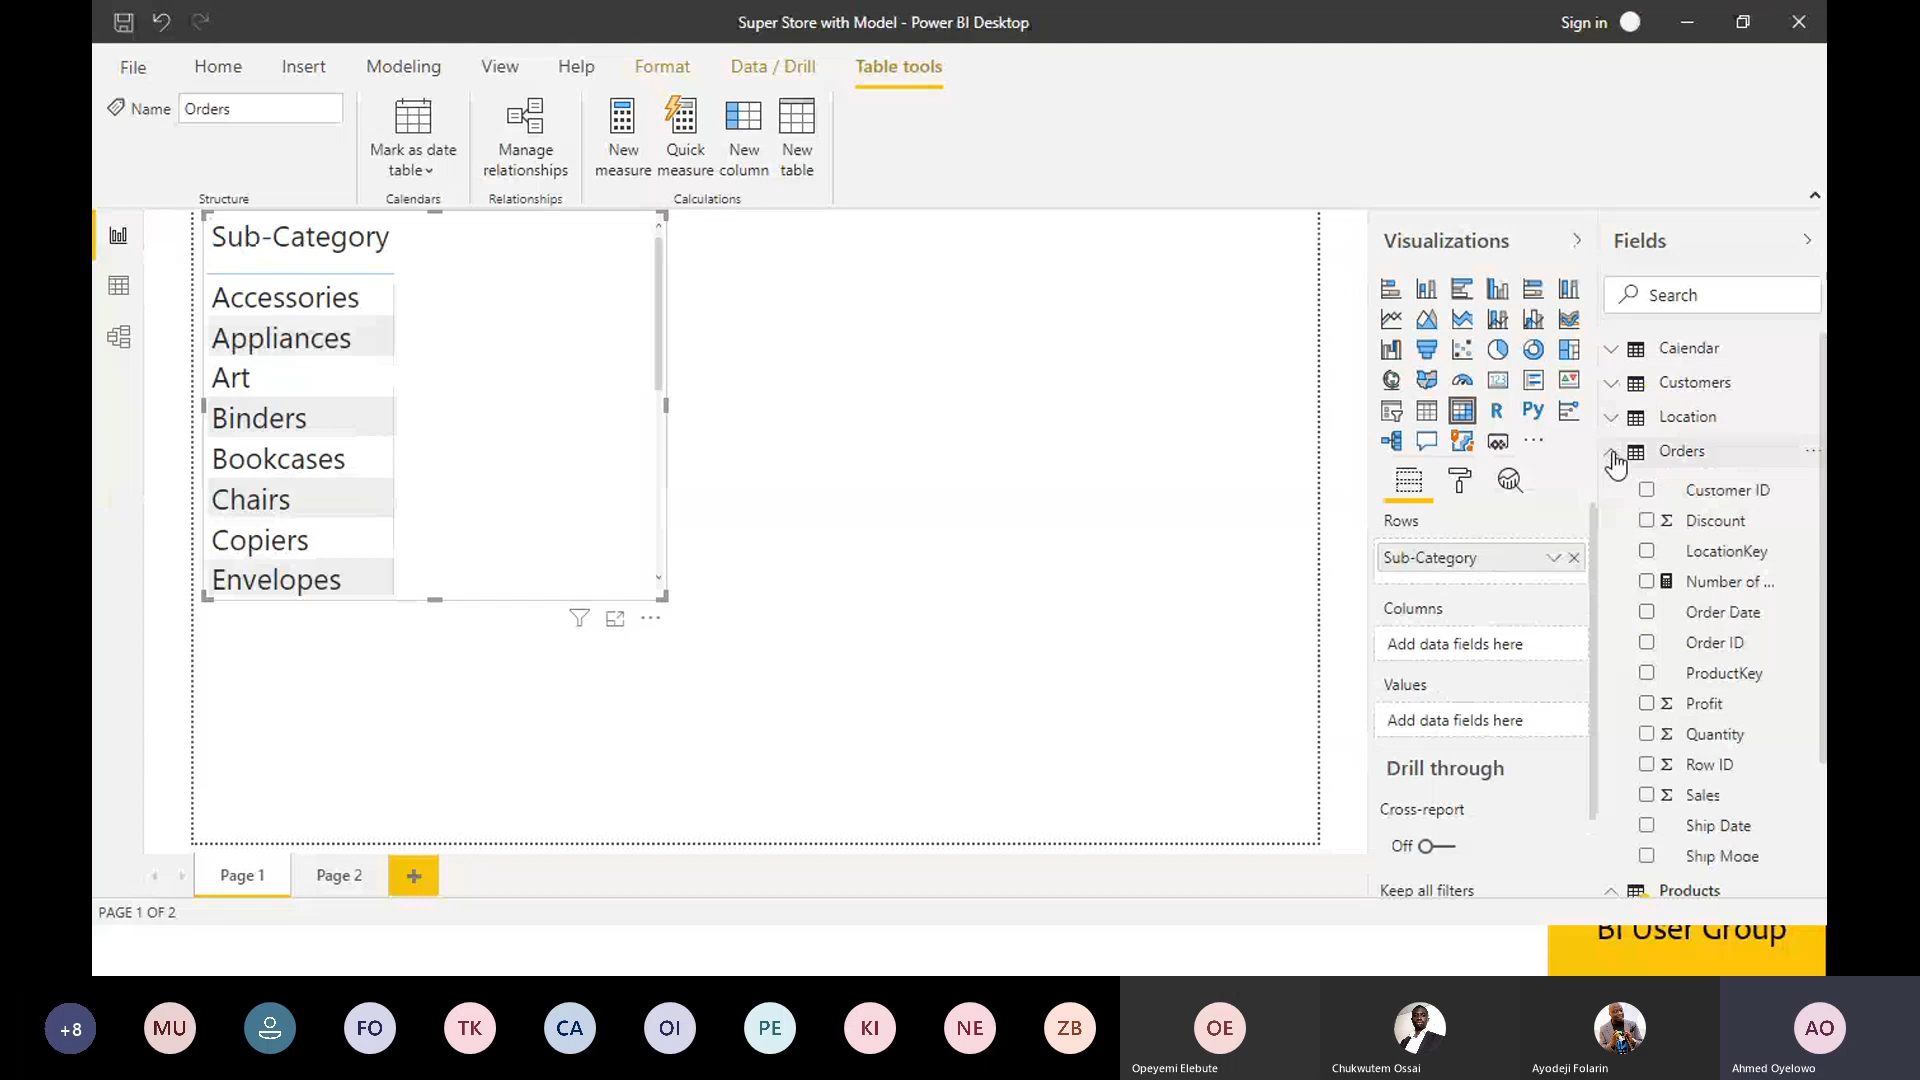 Super Store with Model - Power BI Desktop
Sign in
File Home Insert Modeling View Help Format Data / Drill Table tools
Name Orders
Mark as date table
Manage relationships
New measure
Quick measure
New column
New table
Structure Calendars Relationships Calculations
Sub-Category
Accessories
Appliances
Art
Binders
Bookcases
Chairs
Copiers
Envelopes
Visualizations
R Py
Rows
Sub-Category
Columns
Add data fields here
Values
Add data fields here
Drill through
Cross-report
Off
Keep all filters
Fields
Search
Calendar
Customers
Location
Orders
Customer ID
Discount
LocationKey
Number of ...
Order Date
Order ID
ProductKey
Profit
Quantity
Row ID
Sales
Ship Date
Ship Mode
Products
Page 1 Page 2
PAGE 1 OF 2
BI User Group
+8 MU FO TK CA OI PE KI NE ZB OE AO
Opeyemi Elebute Chukwutem Ossai Ayodeji Folarin Ahmed Oyelowo